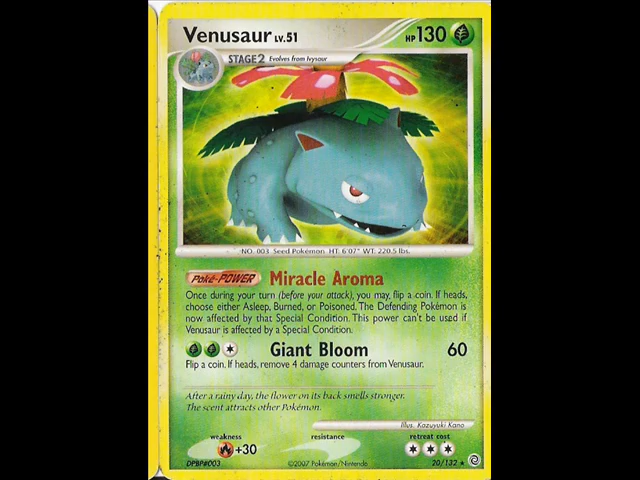 Venusaur LV.51 HP 130
STAGE 2 Evolves from Ivysaur
NO. 003 Seed Pokémon HT: 6'07" WT: 220.5 lbs.
Poké-POWER Miracle Aroma
Once during your turn (before your attack), you may, flip a coin. If heads,
choose either Asleep, Burned, or Poisoned. The Defending Pokémon is
now affected by that Special Condition. This power can't be used if
Venusaur is affected by a Special Condition.
Giant Bloom 60
Flip a coin. If heads, remove 4 damage counters from Venusaur.
After a rainy day, the flower on its back smells stronger.
The scent attracts other Pokémon.
Illus. Kazuyuki Kano
weakness resistance retreat cost
+30
DPBP#003 ©2007 Pokémon/Nintendo 20/132